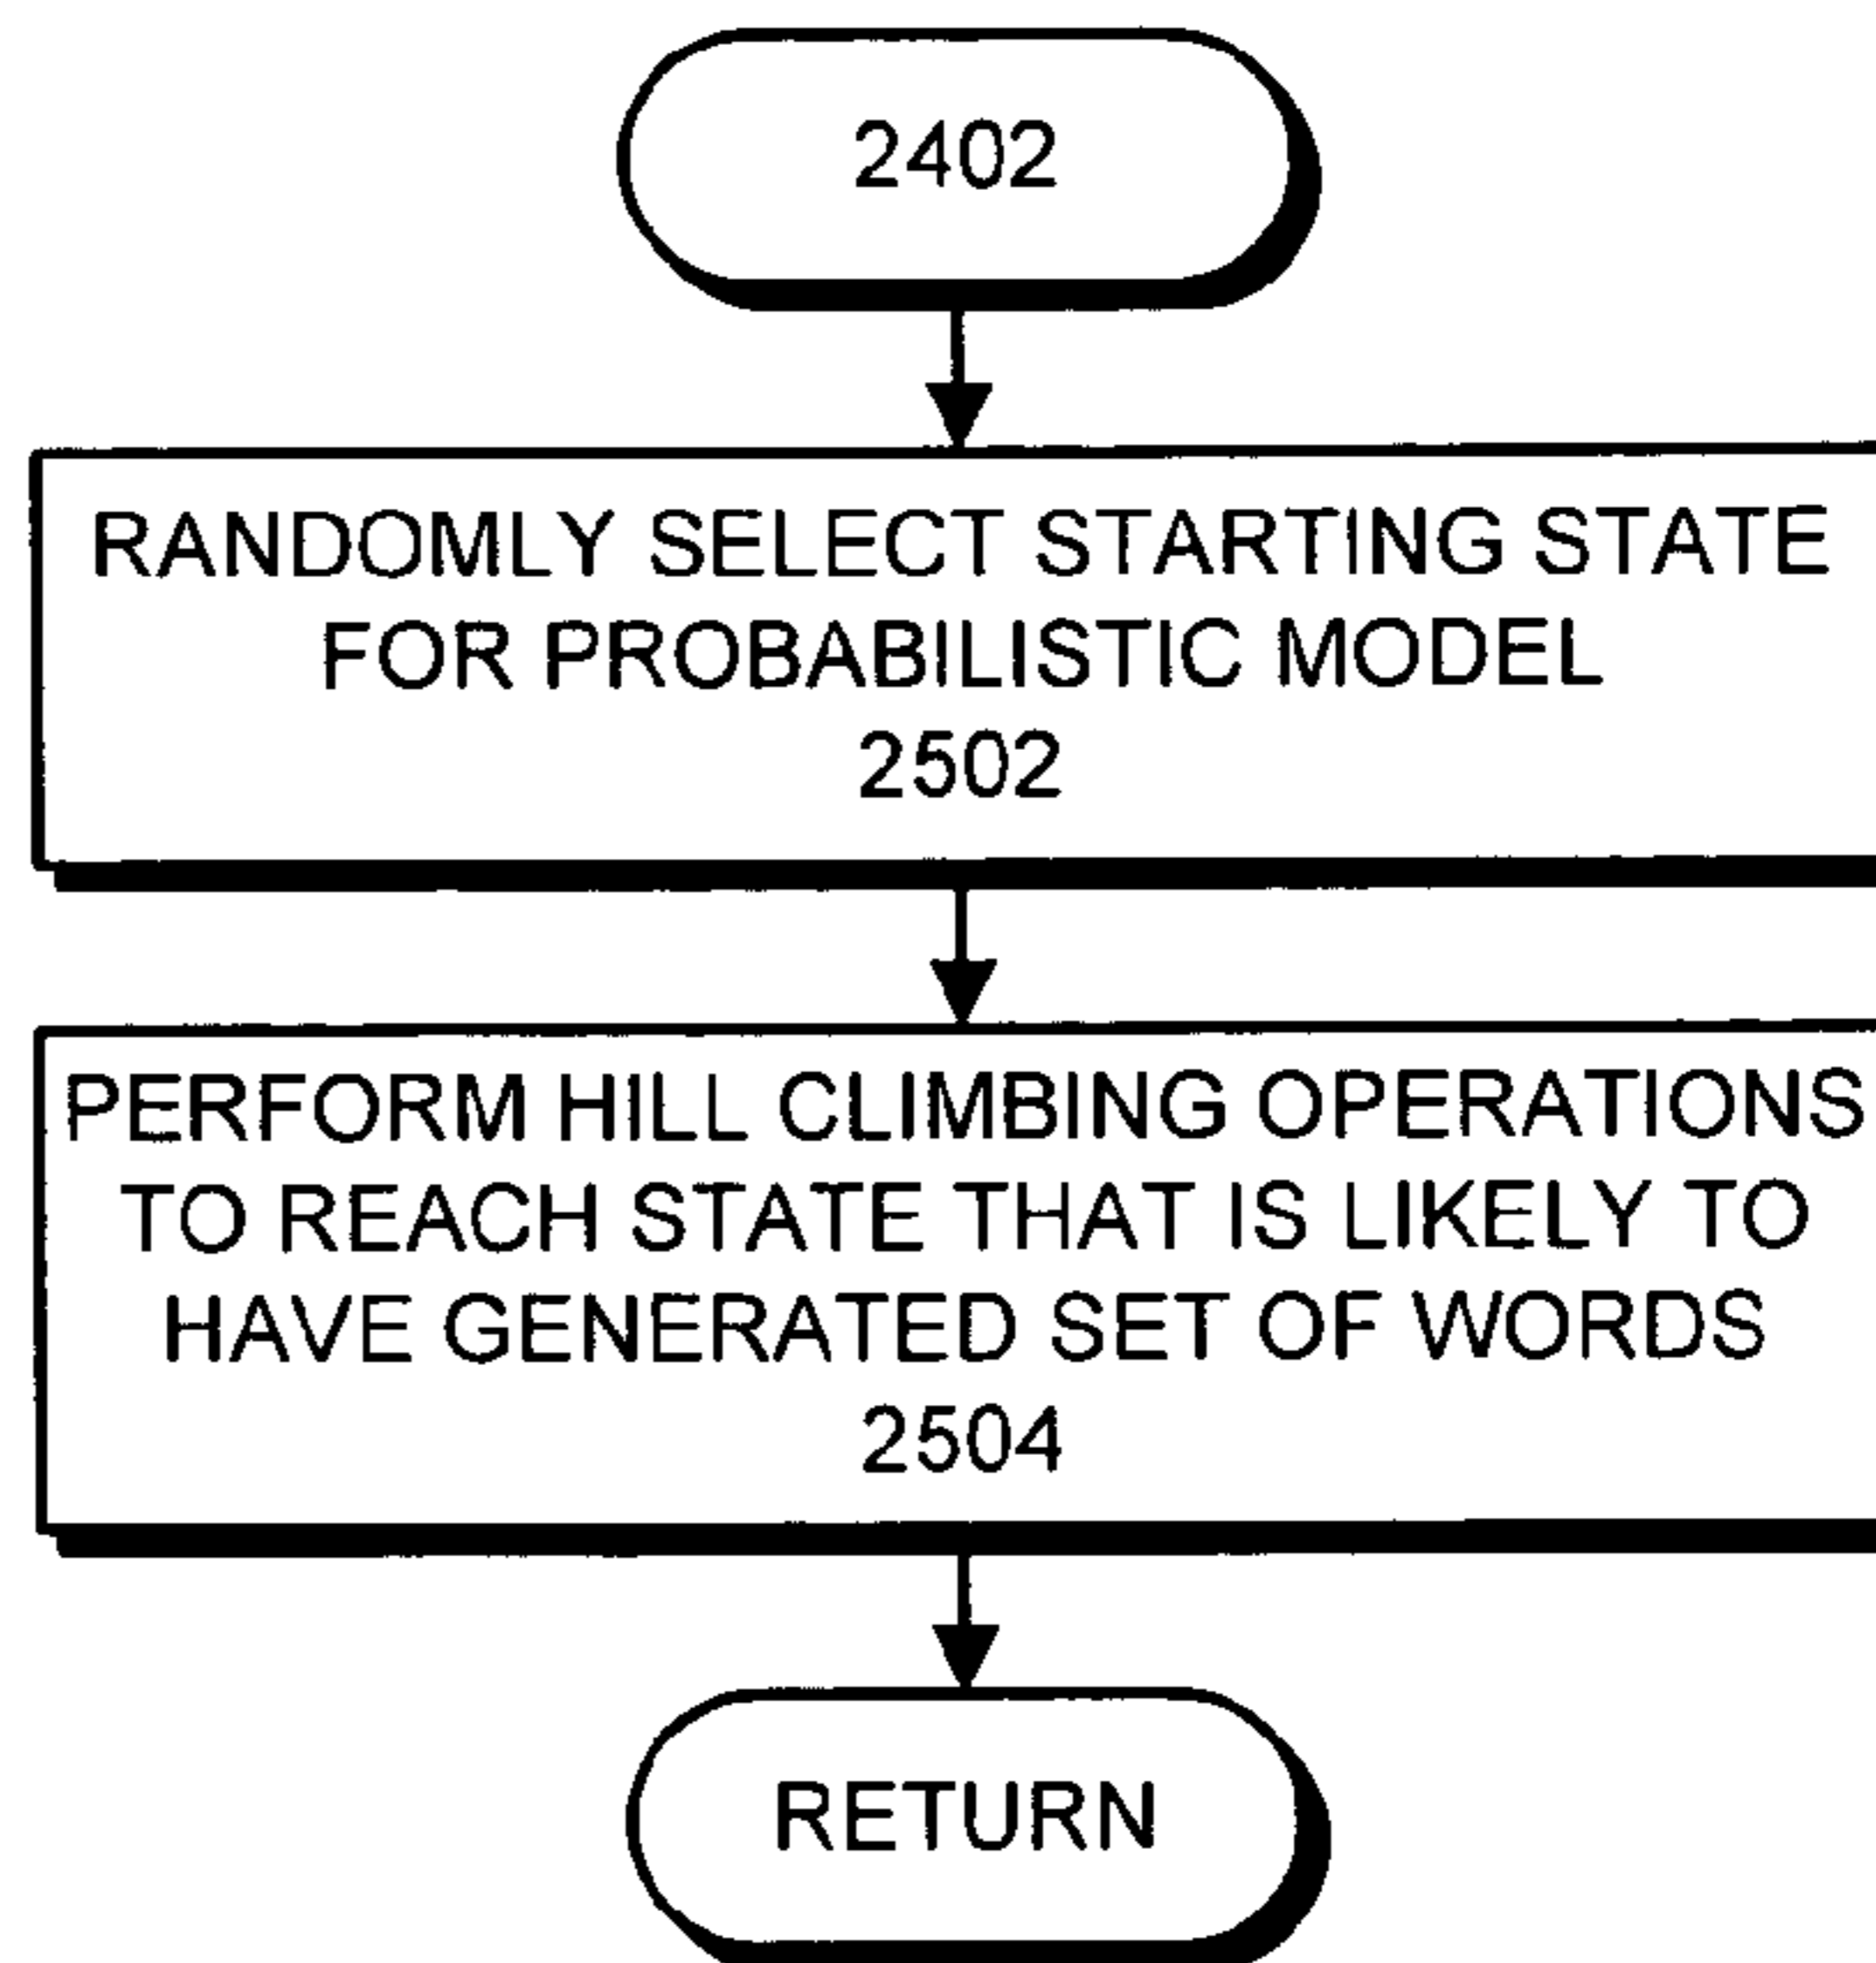 2402
RANDOMLY SELECT STARTING STATE
FOR PROBABILISTIC MODEL
2502
PERFORM HILL CLIMBING OPERATIONS
TO REACH STATE THAT IS LIKELY TO
HAVE GENERATED SET OF WORDS
2504
RETURN